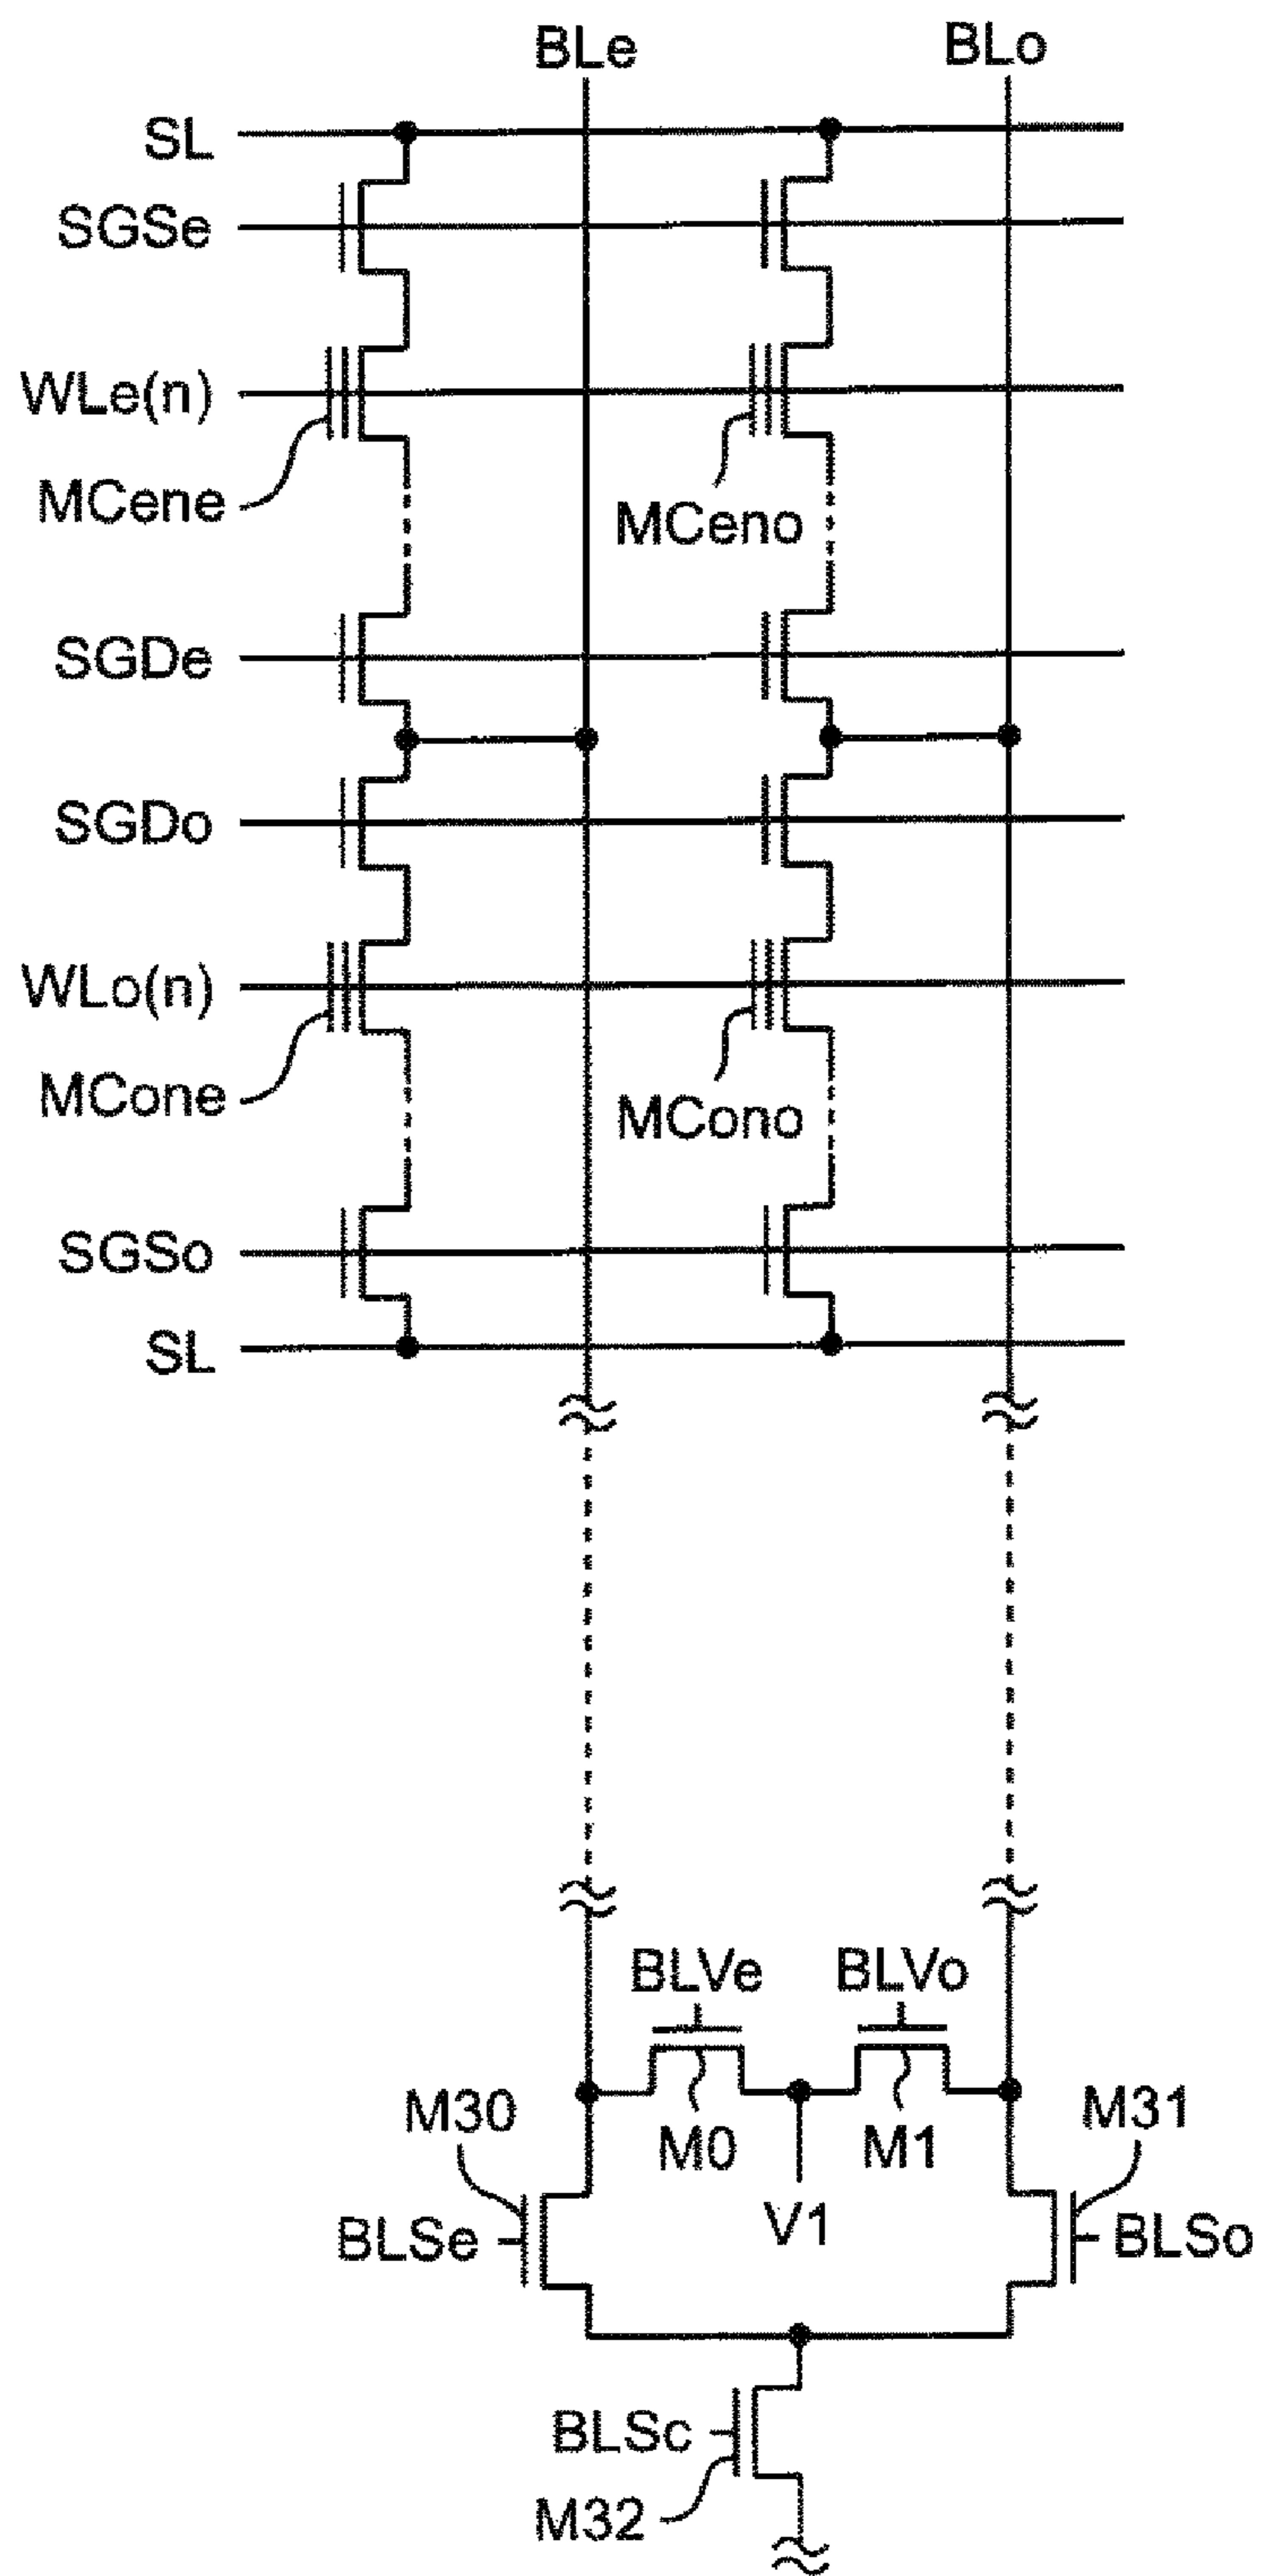 BLe BLo
SL
SGSe
WLe(n)
MCene MCeno
SGDe
SGDo
WLo(n)
MCone MCono
SGSo
SL
BLVe BLVo
M30 M0 M1 M31
BLSe V1 BLSo
BLSc
M32